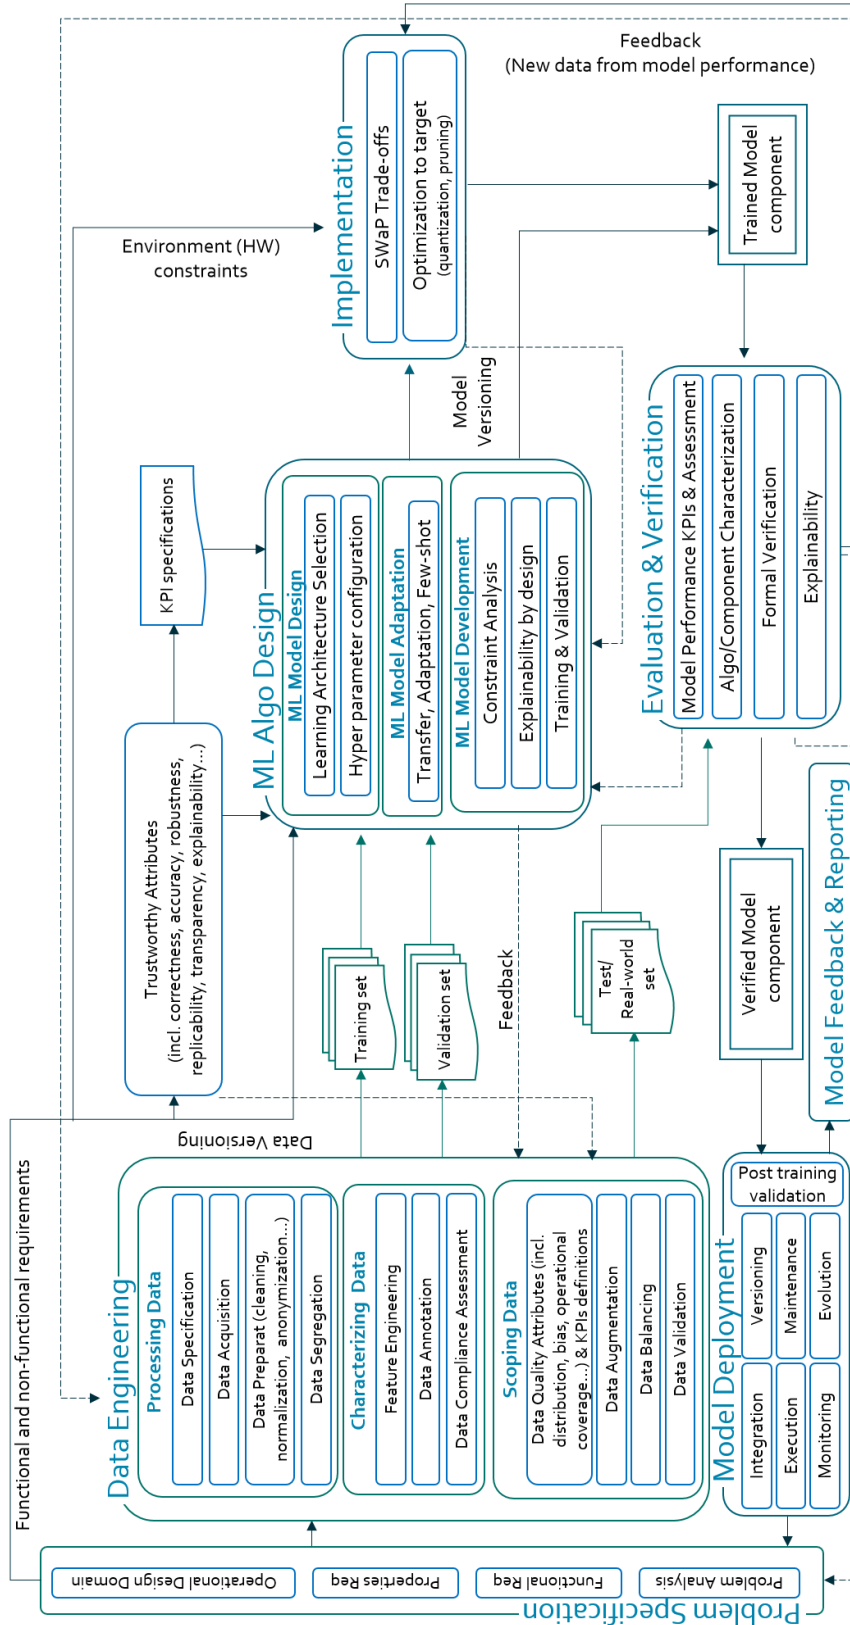 Problem Specification
Problem Analysis
Functional Req
Properties Req
Operational Design Domain
Functional and non-functional requirements
Data Engineering
Processing Data
Data Specification
Data Acquisition
Data Preparat (cleaning,
normalization, anonymization...)
Data Segregation
Characterizing Data
Feature Engineering
Data Annotation
Data Compliance Assessment
Scoping Data
Data Quality Attributes (incl.
distribution, bias, operational
coverage...) & KPIs definitions
Data Augmentation
Data Balancing
Data Validation
Data Versioning
Trustworthy Attributes
(incl. correctness, accuracy, robustness,
replicability, transparency, explainability...)
KPI specifications
Training set
Validation set
Feedback
Test/
Real-world
set
ML Algo Design
ML Model Design
Learning Architecture Selection
Hyper parameter configuration
ML Model Adaptation
Transfer, Adaptation, Few-shot
ML Model Development
Constraint Analysis
Explainability by design
Training & Validation
Model
Versioning
Environment (HW)
constraints
Implementation
SWaP Trade-offs
Optimization to target
(quantization, pruning)
Feedback
(New data from model performance)
Trained Model
component
Evaluation & Verification
Model Performance KPIs & Assessment
Algo/Component Characterization
Formal Verification
Explainability
Verified Model
component
Model Deployment
Integration
Versioning
Execution
Maintenance
Monitoring
Evolution
Post training
validation
Model Feedback & Reporting